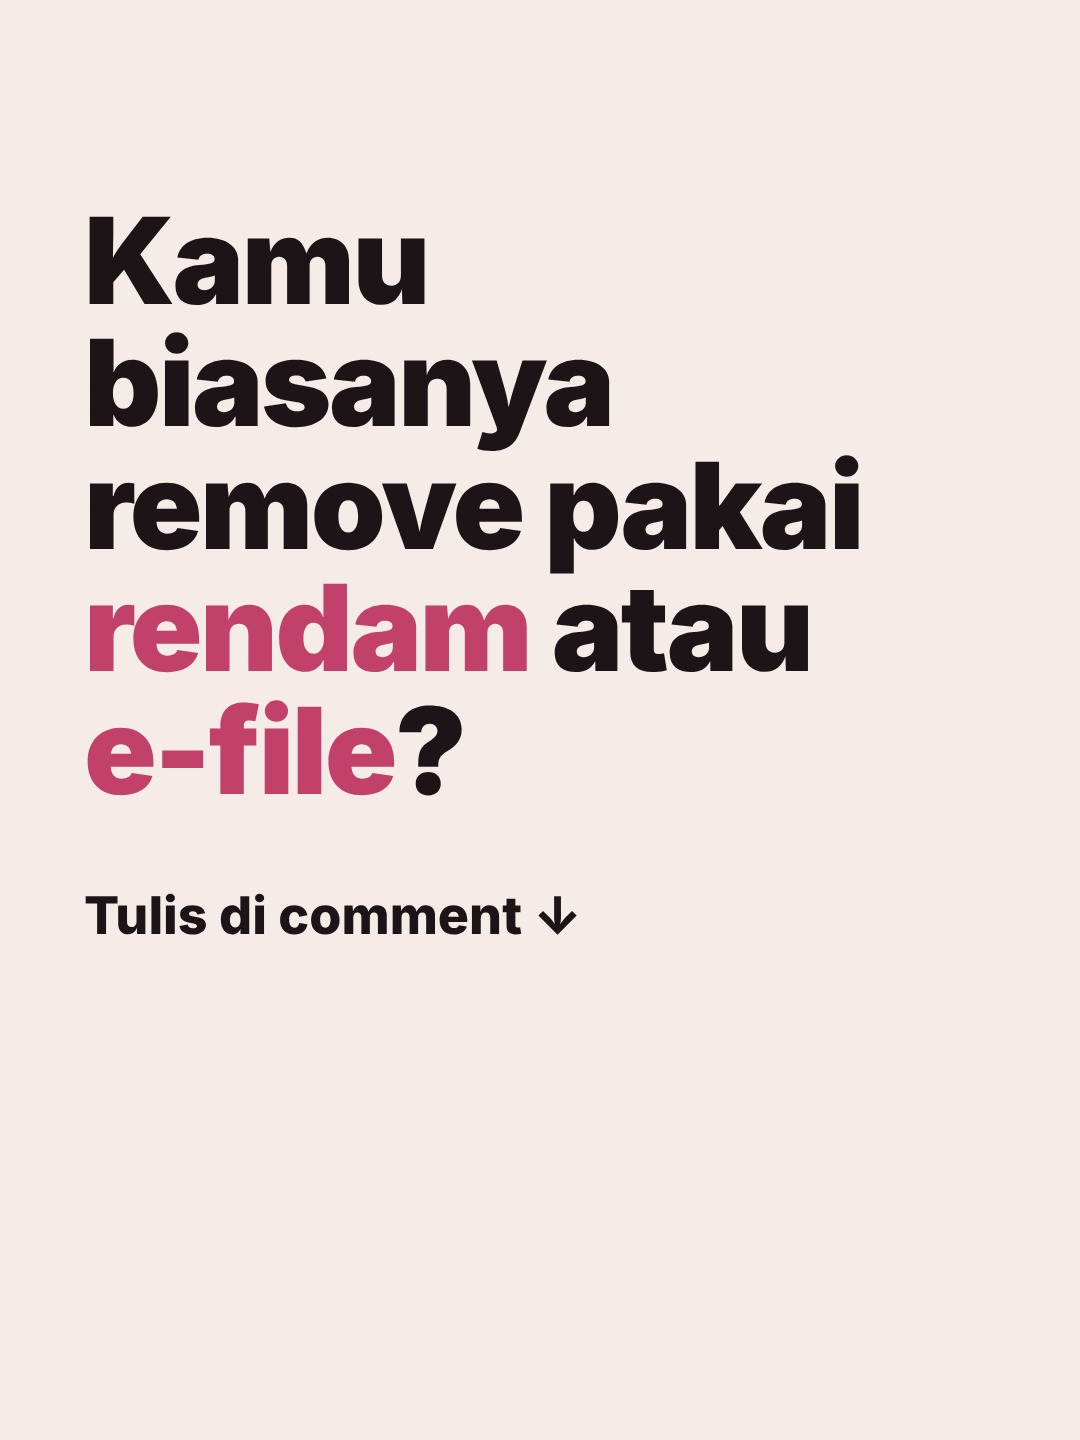 Kamu
biasanya
remove pakai
rendam atau
e-file?
Tulis di comment ↓